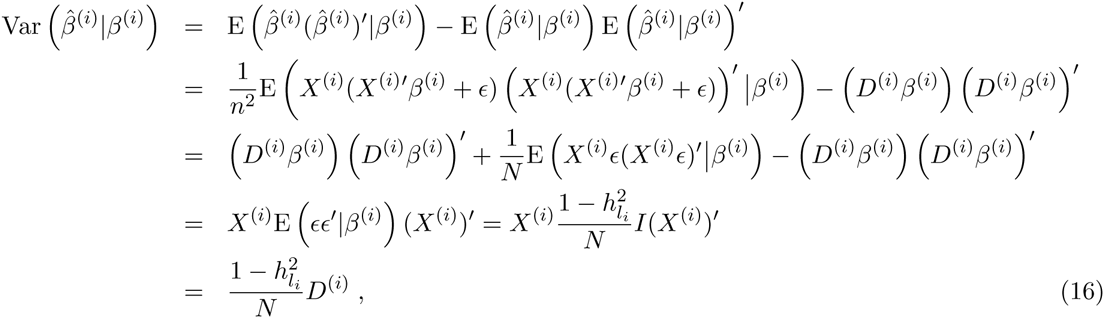 Var(β̂^(i)|β^(i)) = E(β̂^(i)(β̂^(i))′|β^(i)) − E(β̂^(i)|β^(i)) E(β̂^(i)|β^(i))′
= 1/n² E(X^(i)(X^(i)′β^(i) + ϵ)(X^(i)(X^(i)′β^(i) + ϵ))′|β^(i)) − (D^(i)β^(i))(D^(i)β^(i))′
= (D^(i)β^(i))(D^(i)β^(i))′ + 1/N E(X^(i)ϵ(X^(i)ϵ)′|β^(i)) − (D^(i)β^(i))(D^(i)β^(i))′
= X^(i)E(ϵϵ′|β^(i))(X^(i))′ = X^(i) (1 − h²_{l_i})/N I(X^(i))′
= (1 − h²_{l_i})/N D^(i) , (16)